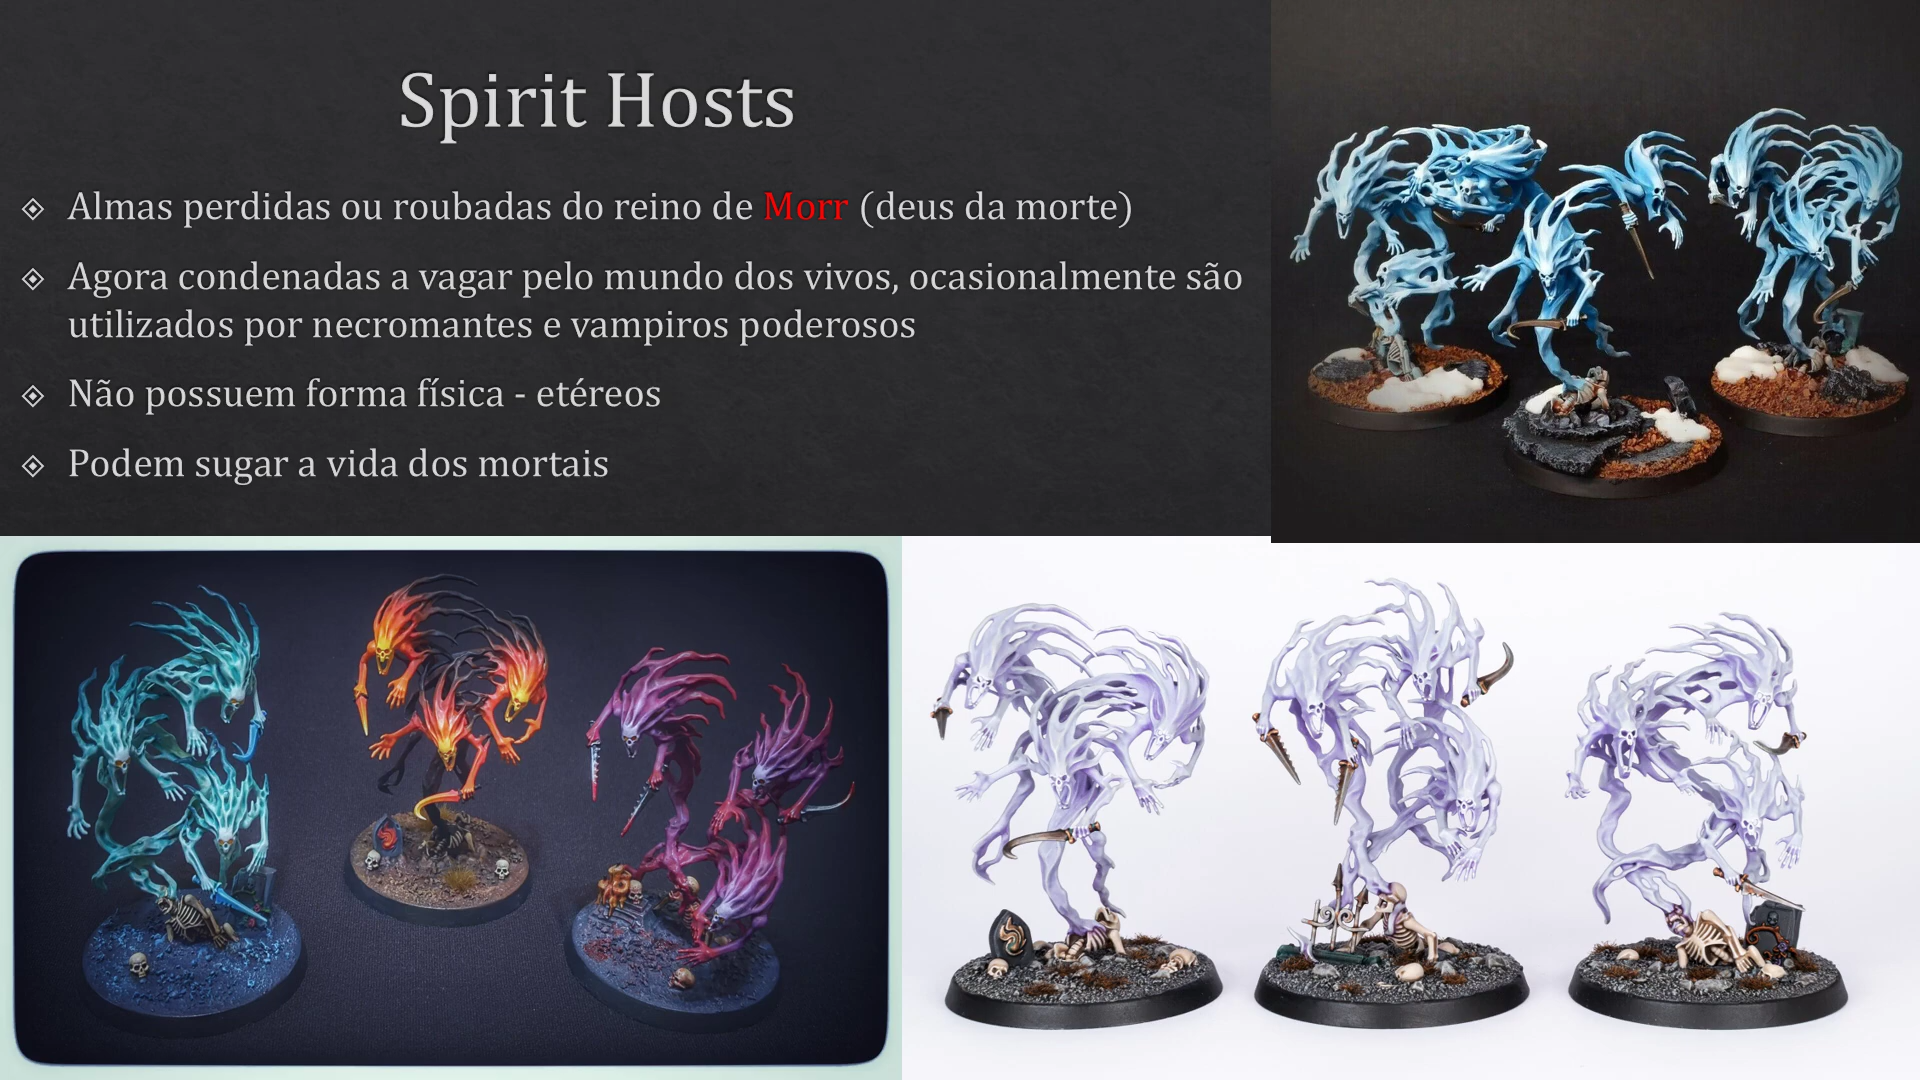 Spirit Hosts
Almas perdidas ou roubadas do reino de Morr (deus da morte)
Agora condenadas a vagar pelo mundo dos vivos, ocasionalmente são
utilizados por necromantes e vampiros poderosos
Não possuem forma física - etéreos
Podem sugar a vida dos mortais